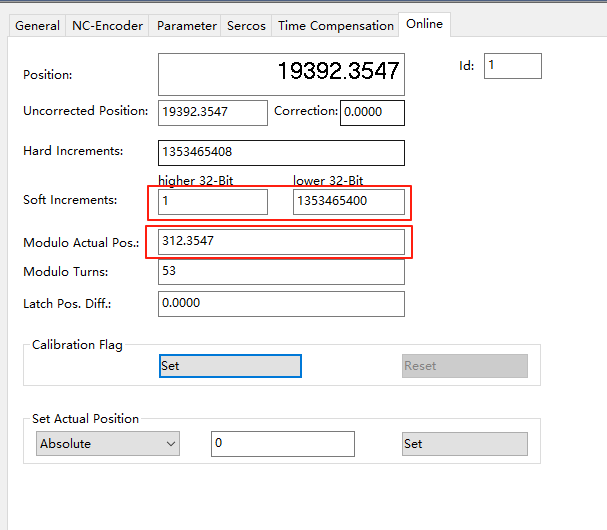 General NC-Encoder Parameter Sercos Time Compensation Online
Position: 19392.3547 Id: 1
Uncorrected Position: 19392.3547 Correction: 0.0000
Hard Increments: 1353465408
higher 32-Bit lower 32-Bit
Soft Increments: 1 1353465400
Modulo Actual Pos.: 312.3547
Modulo Turns: 53
Latch Pos. Diff.: 0.0000
Calibration Flag
Set Reset
Set Actual Position
Absolute 0 Set